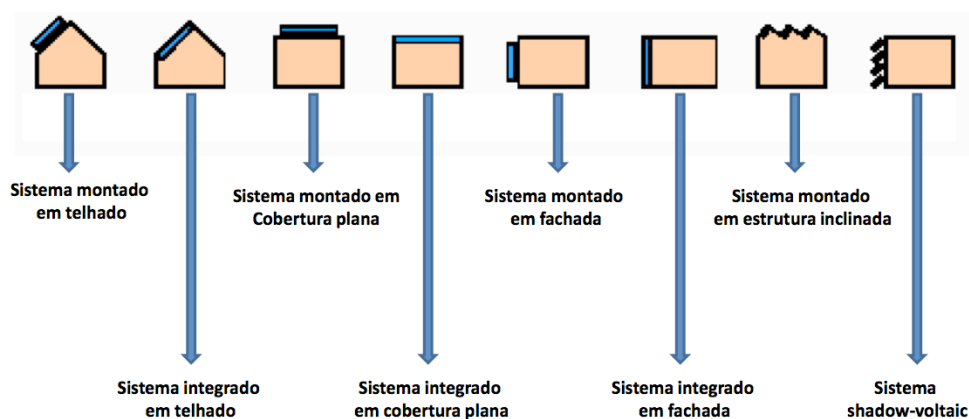 Sistema montado
em telhado
Sistema montado em
Cobertura plana
Sistema montado
em fachada
Sistema montado
em estrutura inclinada
Sistema integrado
em telhado
Sistema integrado
em cobertura plana
Sistema integrado
em fachada
Sistema
shadow-voltaic